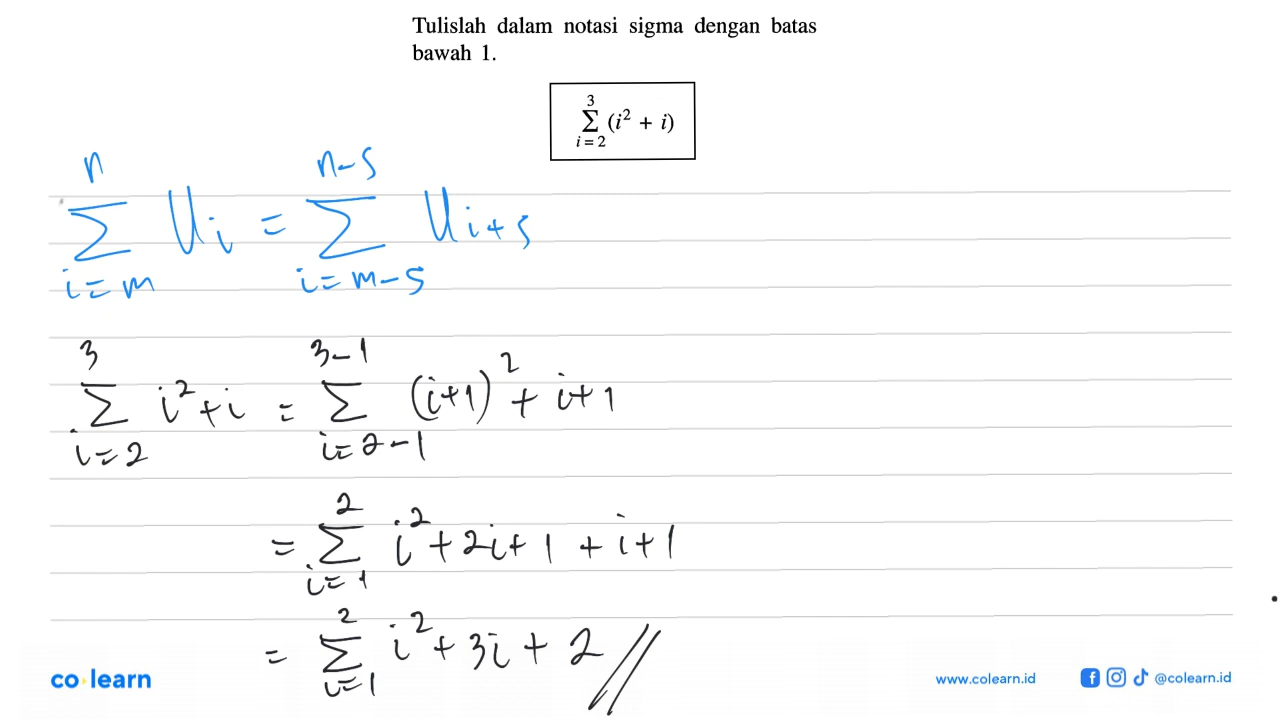 Tulislah dalam notasi sigma dengan batas
bawah 1.
3
Σ (i² + i)
i = 2
n n-s
Σ Ui = Σ Ui+s
i=m i=m-s
3 3-1
Σ i²+i = Σ (i+1)² + i+1
i=2 i=2-1
2
= Σ i²+2i+1+i+1
i=1
2
= Σ i²+3i+2 //
i=1
co learn
www.colearn.id
@colearn.id